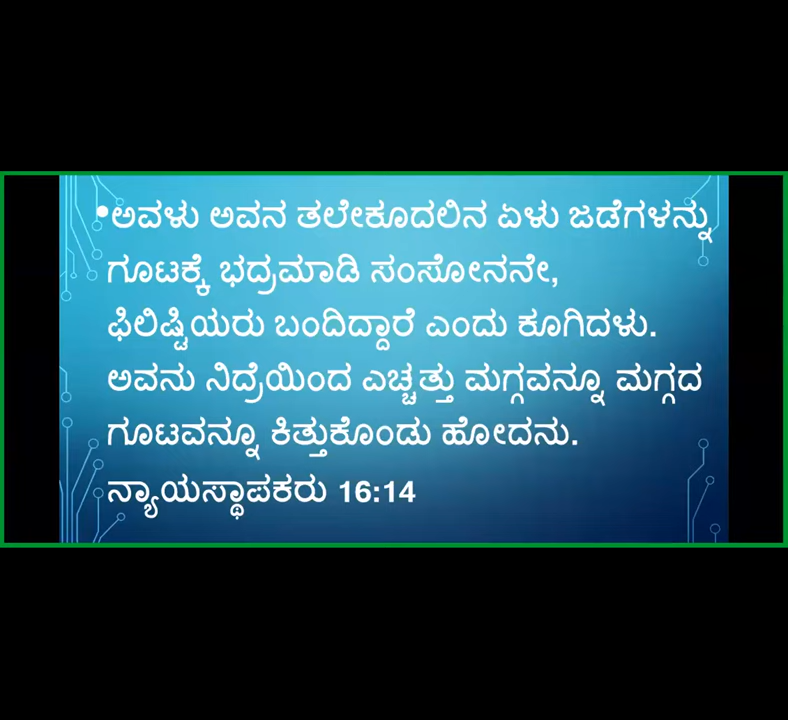 •ಅವಳು ಅವನ ತಲೇಕೂದಲಿನ ಏಳು ಜಡೆಗಳನ್ನು
ಗೂಟಕ್ಕೆ ಭದ್ರಮಾಡಿ ಸಂಸೋನನೇ,
ಫಿಲಿಷ್ಟಿಯರು ಬಂದಿದ್ದಾರೆ ಎಂದು ಕೂಗಿದಳು.
ಅವನು ನಿದ್ರೆಯಿಂದ ಎಚ್ಚತ್ತು ಮಗ್ಗವನ್ನೂ ಮಗ್ಗದ
ಗೂಟವನ್ನೂ ಕಿತ್ತುಕೊಂಡು ಹೋದನು.
ನ್ಯಾಯಸ್ಥಾಪಕರು 16:14